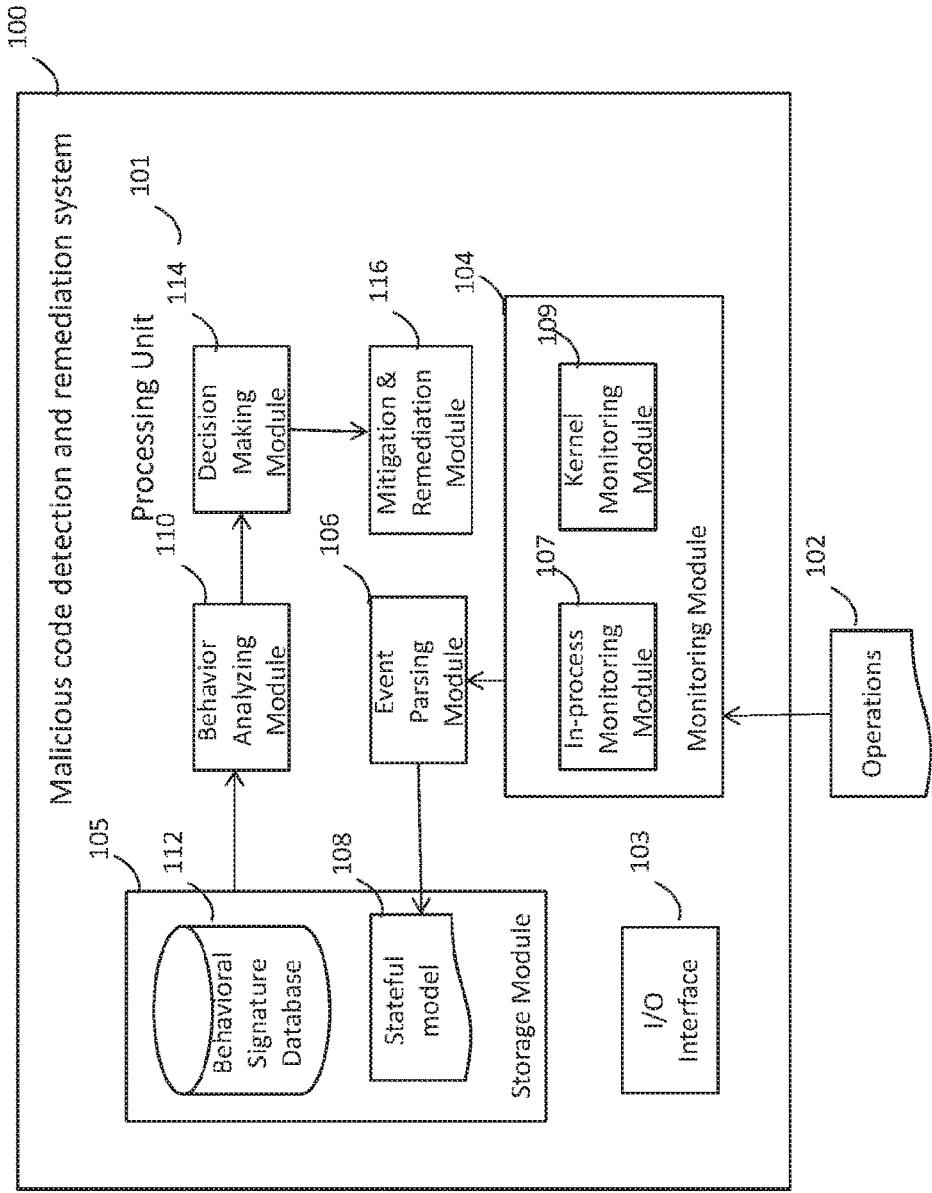 100
Malicious code detection and remediation system
Processing Unit
101
105
112
Behavioral
Signature
Database
108
Stateful
model
Storage Module
110
Behavior
Analyzing
Module
114
Decision
Making
Module
106
Event
Parsing
Module
116
Mitigation &
Remediation
Module
104
107
In-process
Monitoring
Module
109
Kernel
Monitoring
Module
Monitoring Module
103
I/O
Interface
102
Operations